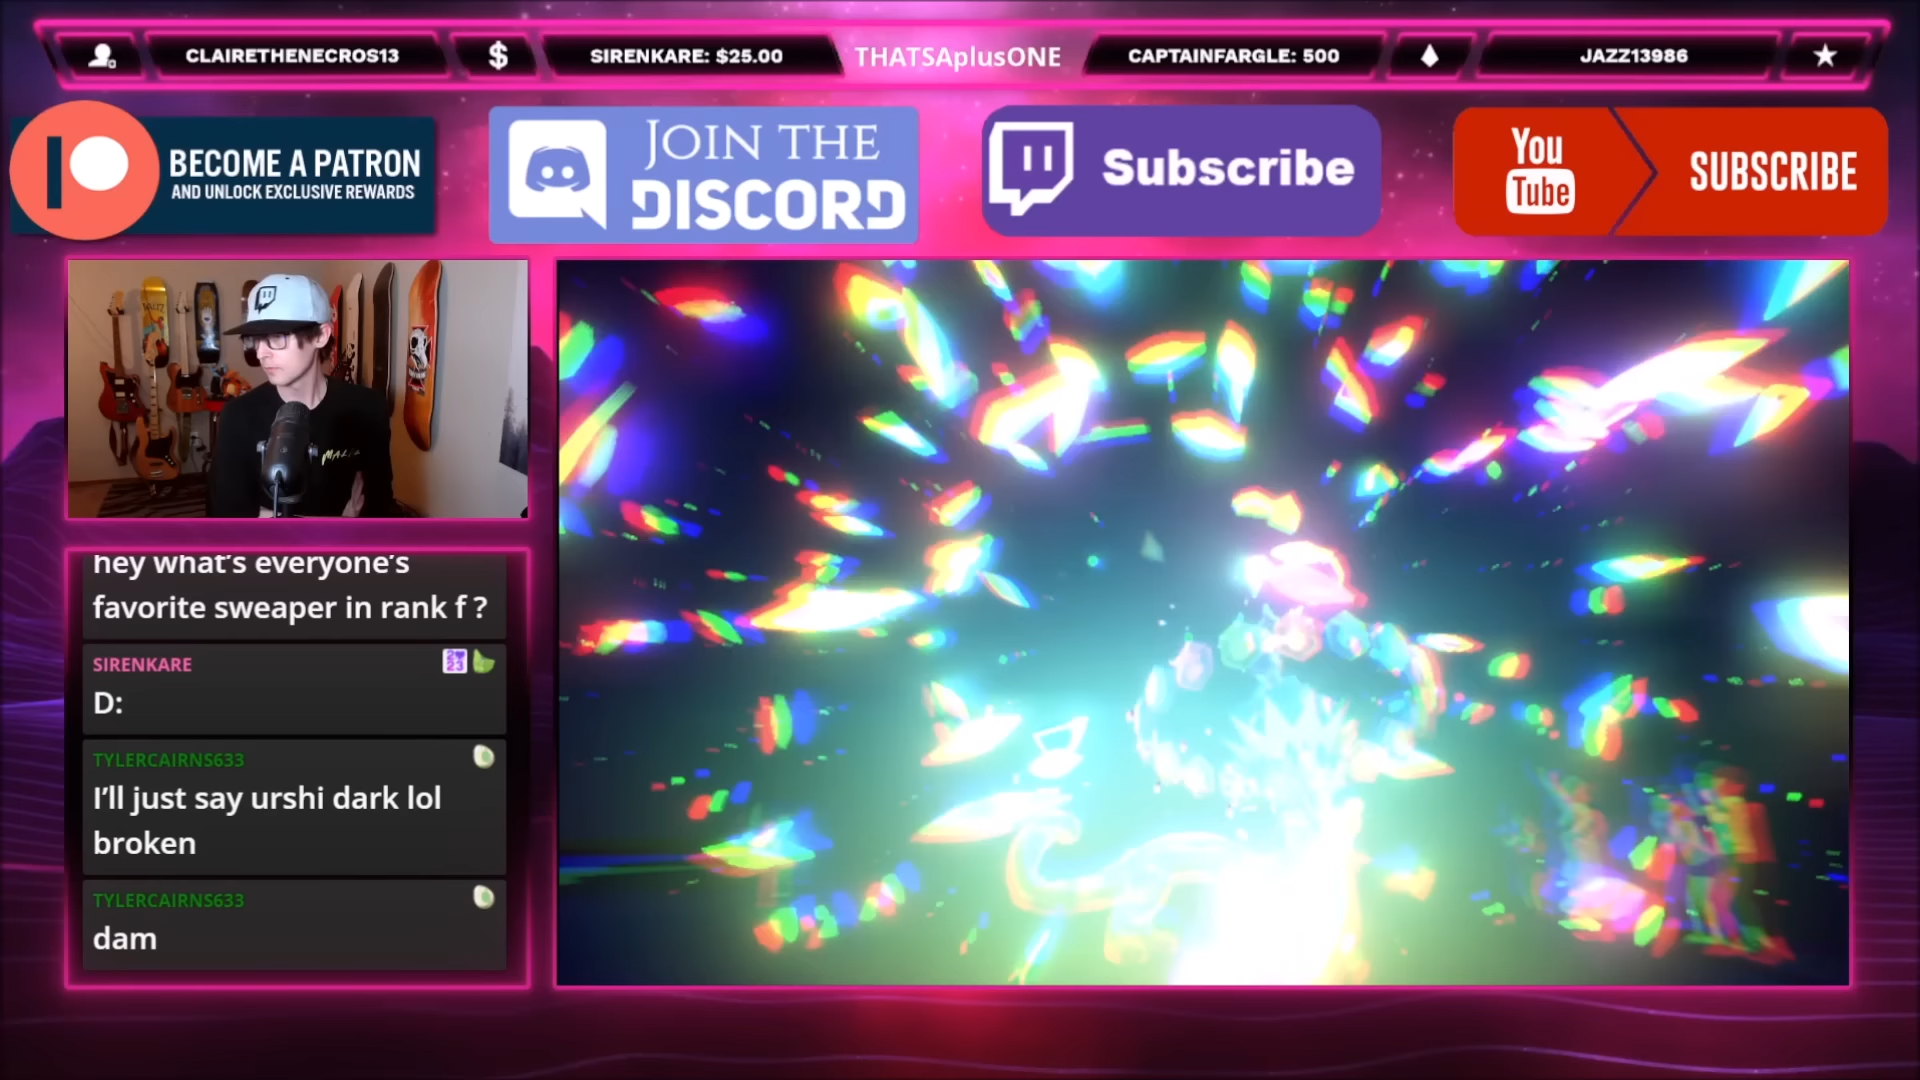 CLAIRETHENECROS13
$
SIRENKARE: $25.00
THATSAplusONE
CAPTAINFARGLE: 500
JAZZ13986
BECOME A PATRON
AND UNLOCK EXCLUSIVE REWARDS
JOIN THE
DISCORD
Subscribe
You
Tube
SUBSCRIBE
hey what's everyone's
favorite sweaper in rank f ?
SIRENKARE
D:
TYLERCAIRNS633
I'll just say urshi dark lol
broken
TYLERCAIRNS633
dam